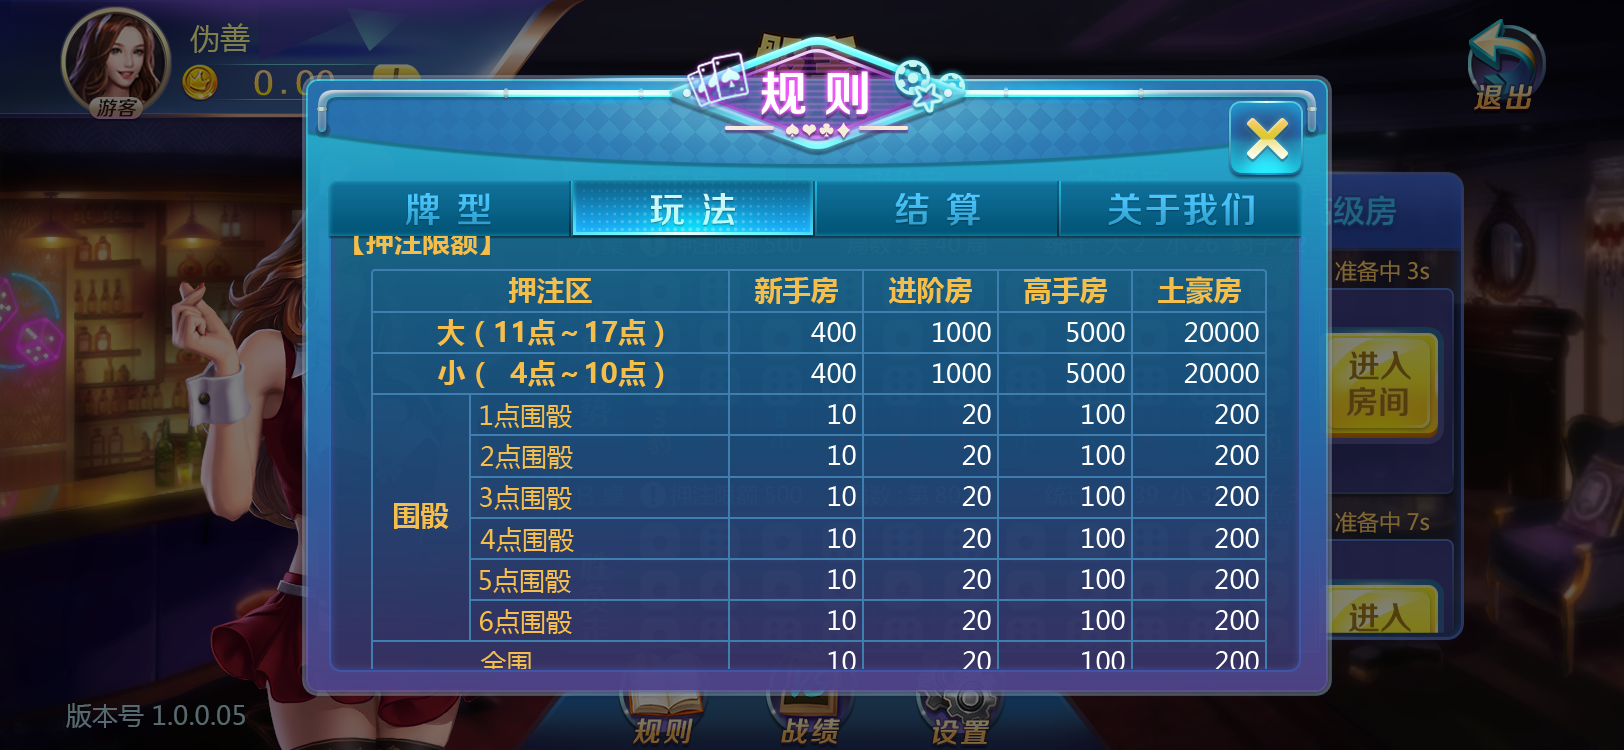 伪善
0.00
游客
规则
退出
牌型 玩法 结算 关于我们
级房
【押注限额】
准备中 3s
押注区 新手房 进阶房 高手房 土豪房
大（11点～17点） 400 1000 5000 20000
小（ 4点～10点） 400 1000 5000 20000
进入
房间
围骰
1点围骰 10 20 100 200
2点围骰 10 20 100 200
3点围骰 10 20 100 200
4点围骰 10 20 100 200
5点围骰 10 20 100 200
6点围骰 10 20 100 200
全围 10 20 100 200
准备中 7s
进入
版本号 1.0.0.05
规则 战绩 设置